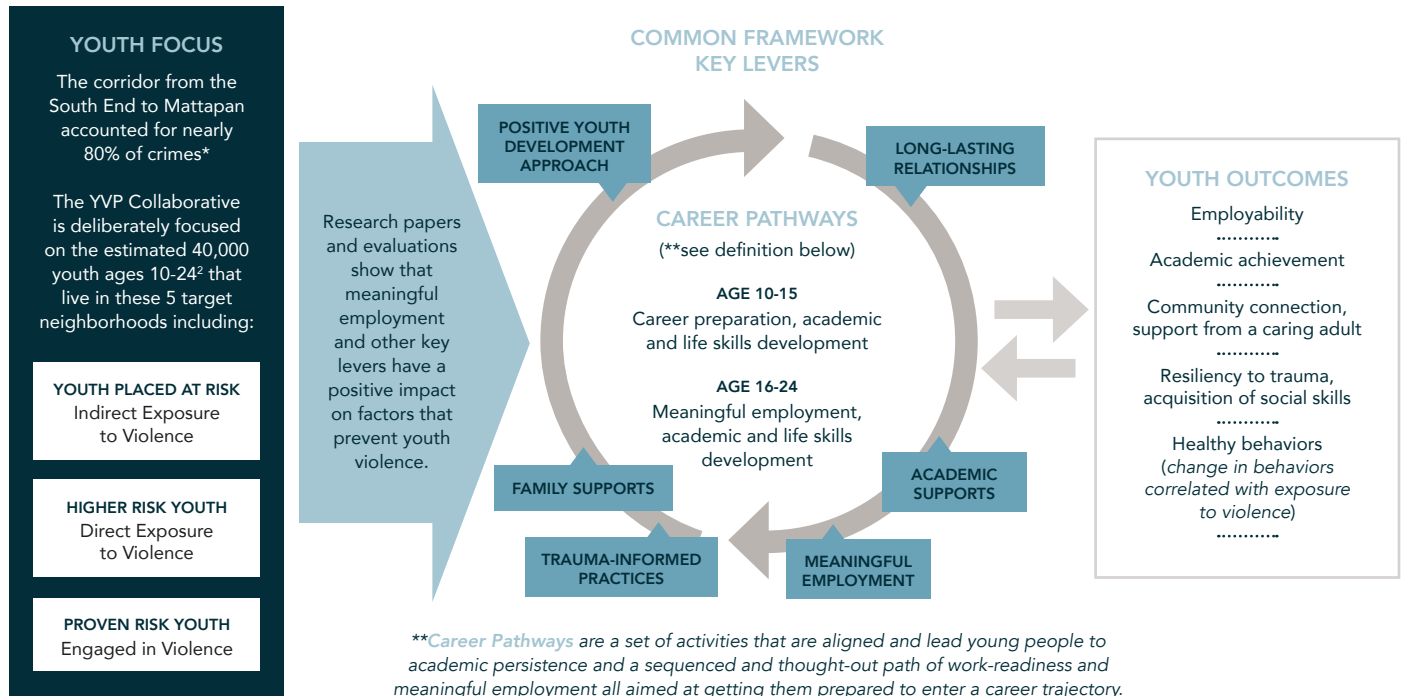 YOUTH FOCUS
The corridor from the
South End to Mattapan
accounted for nearly
80% of crimes*
The YVP Collaborative
is deliberately focused
on the estimated 40,000
youth ages 10-24² that
live in these 5 target
neighborhoods including:
YOUTH PLACED AT RISK
Indirect Exposure
to Violence
HIGHER RISK YOUTH
Direct Exposure
to Violence
PROVEN RISK YOUTH
Engaged in Violence
Research papers
and evaluations
show that
meaningful
employment
and other key
levers have a
positive impact
on factors that
prevent youth
violence.
COMMON FRAMEWORK
KEY LEVERS
POSITIVE YOUTH
DEVELOPMENT
APPROACH
LONG-LASTING
RELATIONSHIPS
CAREER PATHWAYS
(**see definition below)
AGE 10-15
Career preparation, academic
and life skills development
AGE 16-24
Meaningful employment,
academic and life skills
development
FAMILY SUPPORTS
ACADEMIC
SUPPORTS
TRAUMA-INFORMED
PRACTICES
MEANINGFUL
EMPLOYMENT
YOUTH OUTCOMES
Employability
Academic achievement
Community connection,
support from a caring adult
Resiliency to trauma,
acquisition of social skills
Healthy behaviors
(change in behaviors
correlated with exposure
to violence)
**Career Pathways are a set of activities that are aligned and lead young people to
academic persistence and a sequenced and thought-out path of work-readiness and
meaningful employment all aimed at getting them prepared to enter a career trajectory.